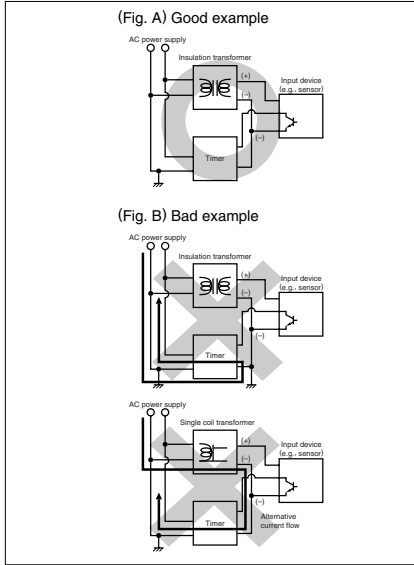 (Fig. A) Good example
AC power supply
Insulation transformer
(+)
(−)
Input device
(e.g., sensor)
Timer
(−)
(Fig. B) Bad example
AC power supply
Insulation transformer
(+)
(−)
Input device
(e.g., sensor)
Timer
(−)
AC power supply
Single coil transformer
(+)
(−)
Input device
(e.g., sensor)
(−)
Timer
Alternative
current flow